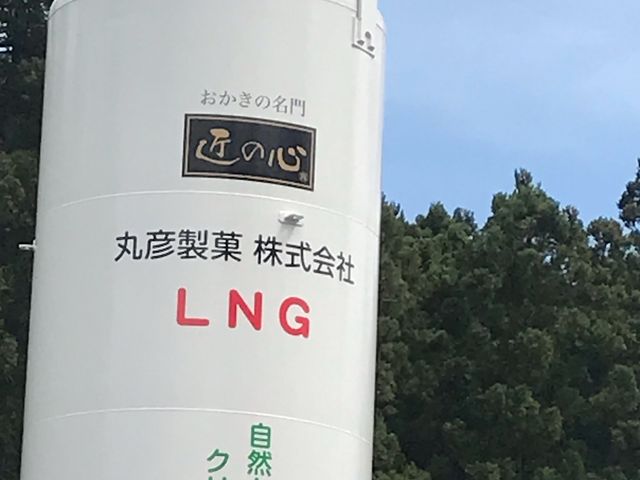 おかきの名門
匠の心
丸彦製菓 株式会社
LNG
自然
ク